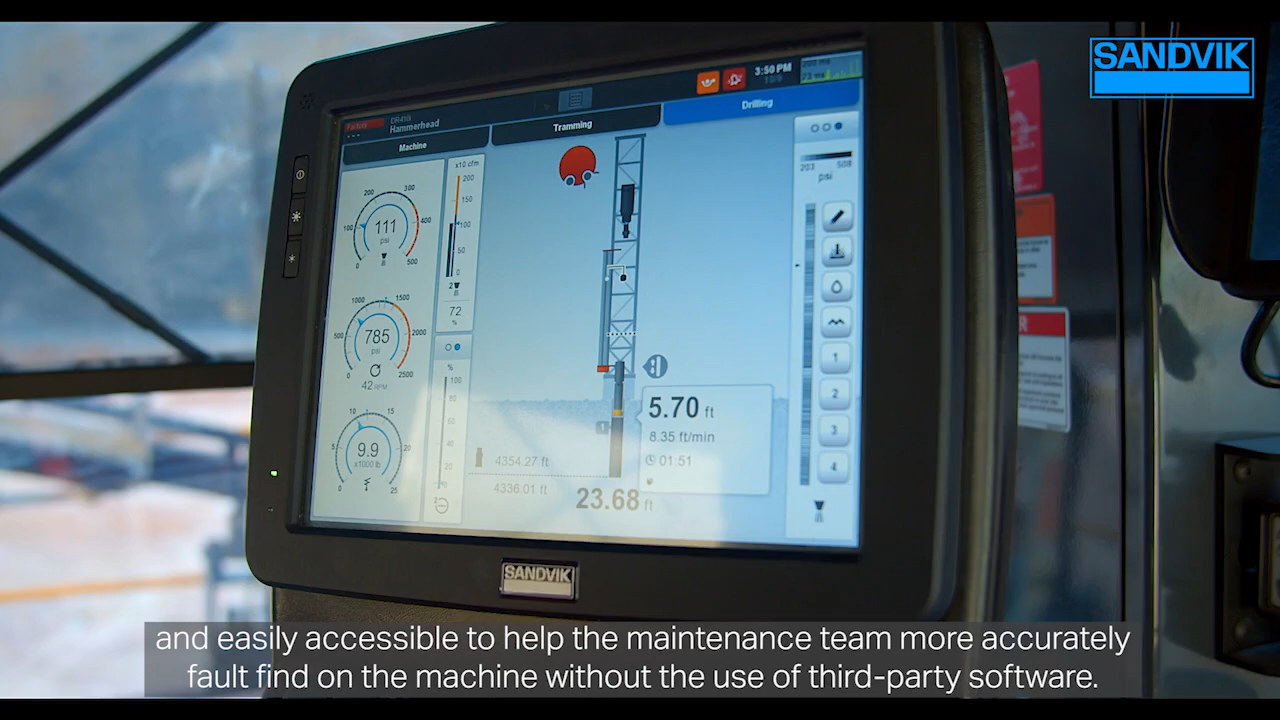 SANDVIK
3:50 PM
DR410i
Hammerhead
Machine
Tramming
Drilling
200
300
100
400
111
psi
0
500
x10 cfm
200
150
100
50
0
2
72
%
1000
1500
500
2000
785
psi
0
2500
42 RPM
10
15
5
20
9.9
x1000 lb
0
25
%
100
80
60
40
20
203
508
psi
1
2
3
4
5.70 ft
8.35 ft/min
01:51
1
4354.27 ft
4336.01 ft
23.68 ft
SANDVIK
and easily accessible to help the maintenance team more accurately
fault find on the machine without the use of third-party software.